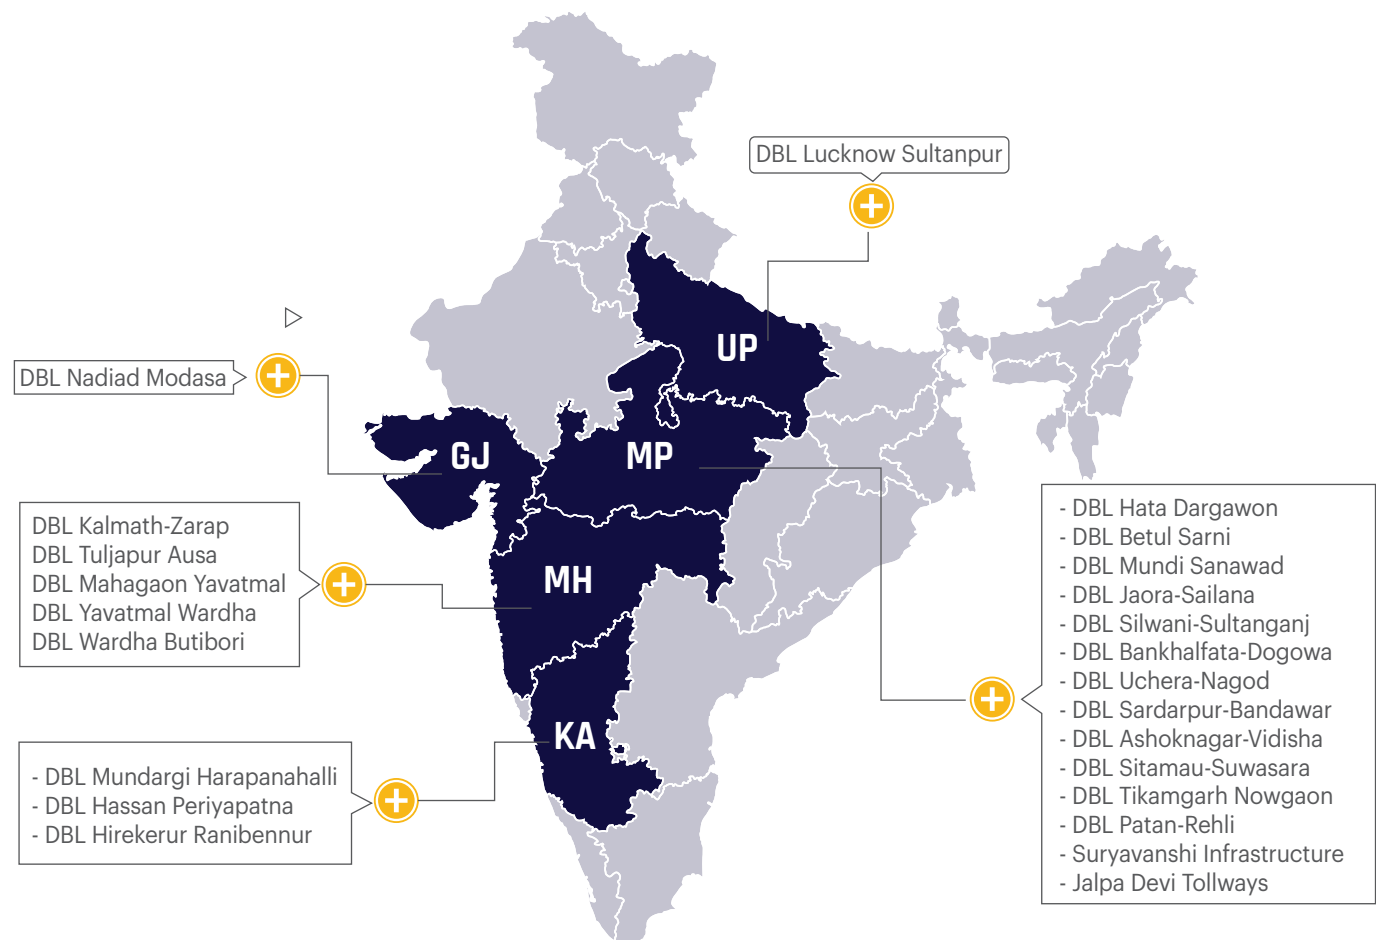 DBL Lucknow Sultanpur
UP
DBL Nadiad Modasa
GJ
MP
DBL Kalmath-Zarap
DBL Tuljapur Ausa
DBL Mahagaon Yavatmal
DBL Yavatmal Wardha
DBL Wardha Butibori
MH
- DBL Hata Dargawon
- DBL Betul Sarni
- DBL Mundi Sanawad
- DBL Jaora-Sailana
- DBL Silwani-Sultanganj
- DBL Bankhalfata-Dogowa
- DBL Uchera-Nagod
- DBL Sardarpur-Bandawar
- DBL Ashoknagar-Vidisha
- DBL Sitamau-Suwasara
- DBL Tikamgarh Nowgaon
- DBL Patan-Rehli
- Suryavanshi Infrastructure
- Jalpa Devi Tollways
KA
- DBL Mundargi Harapanahalli
- DBL Hassan Periyapatna
- DBL Hirekerur Ranibennur